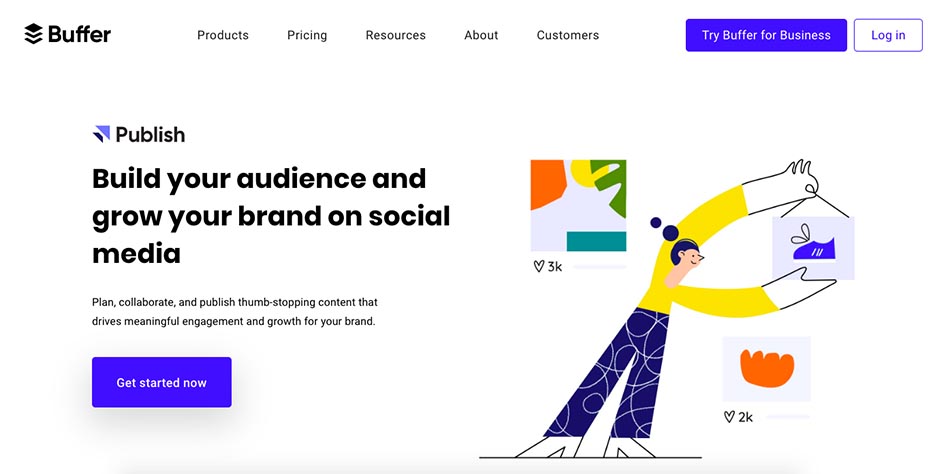 Buffer
Products
Pricing
Resources
About
Customers
Try Buffer for Business
Log in
Publish
Build your audience and
grow your brand on social
media
Plan, collaborate, and publish thumb-stopping content that
drives meaningful engagement and growth for your brand.
Get started now
3k
2k